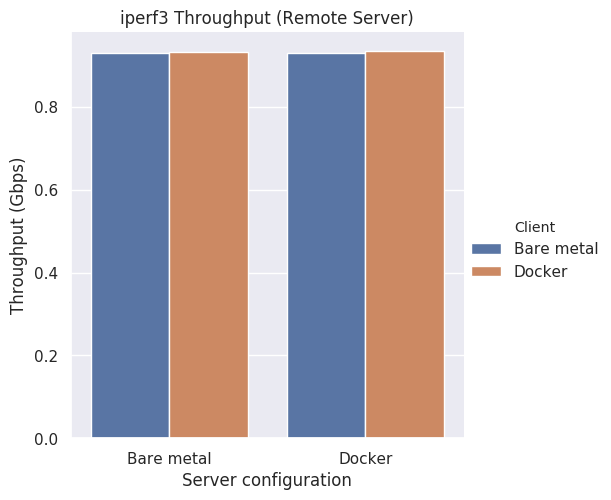 iperf3 Throughput (Remote Server)
Throughput (Gbps)
0.8
0.6
0.4
0.2
0.0
Bare metal
Docker
Server configuration
Client
Bare metal
Docker